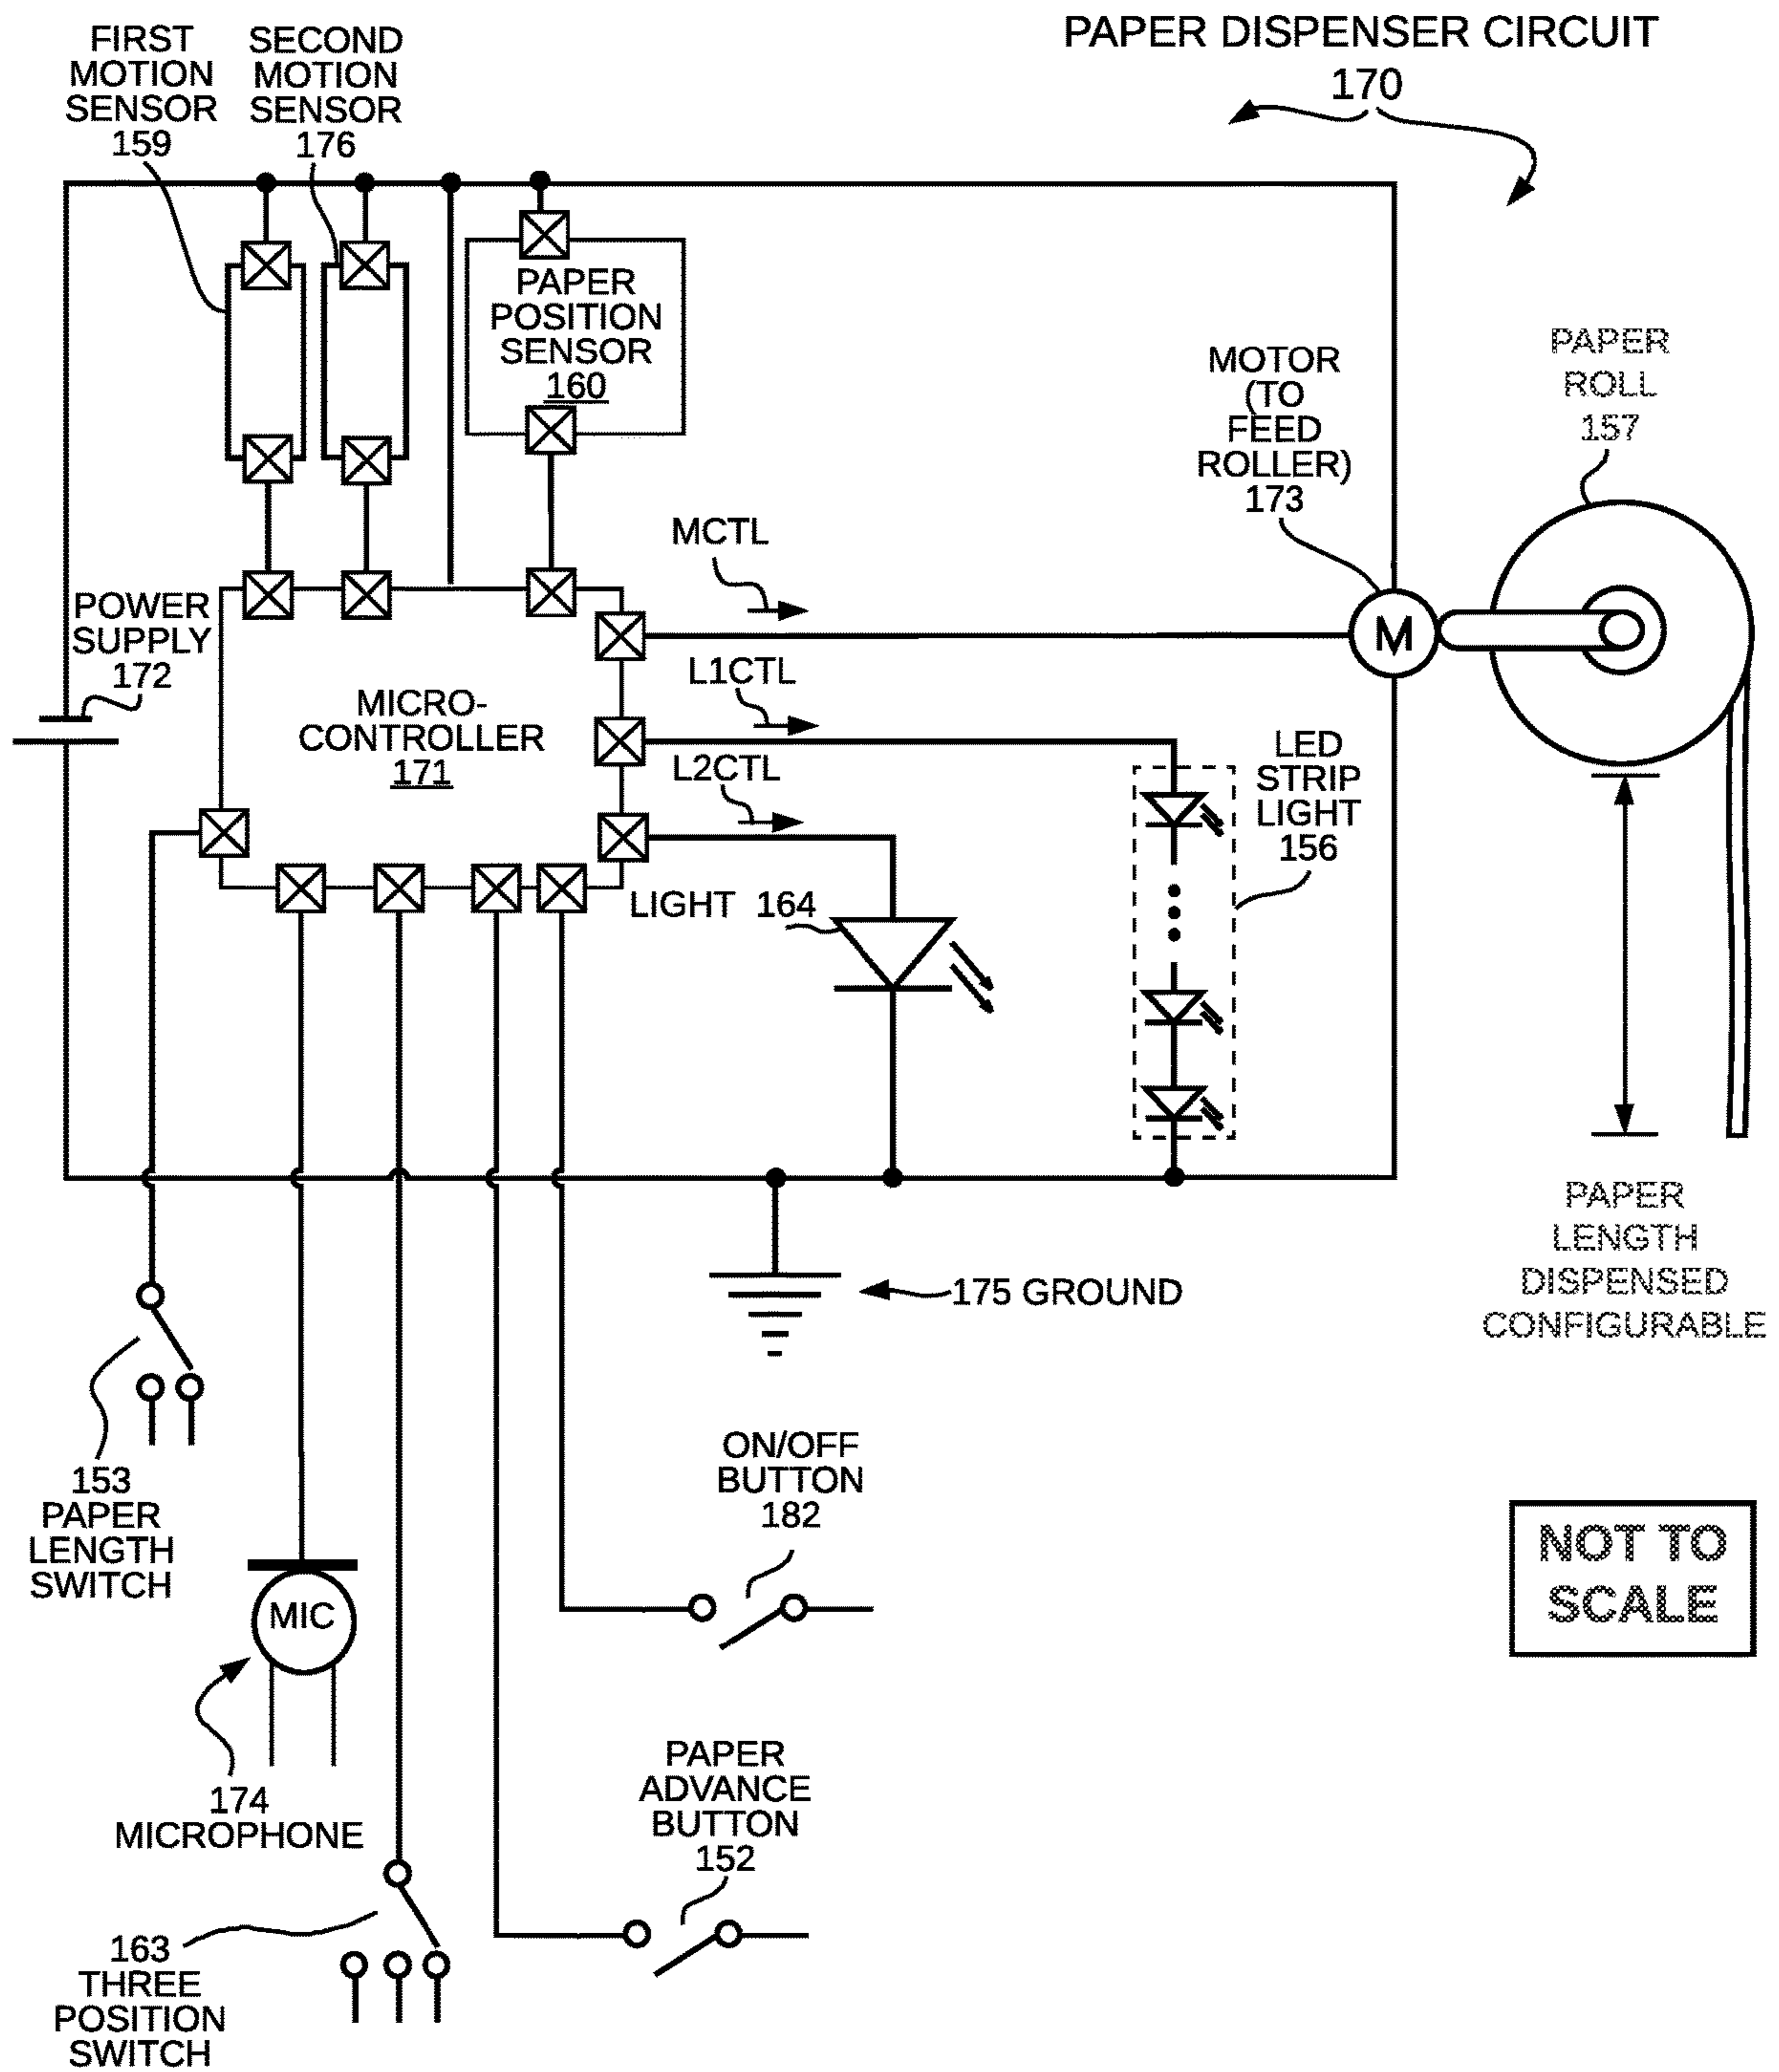 PAPER DISPENSER CIRCUIT
170
FIRST
MOTION
SENSOR
159
SECOND
MOTION
SENSOR
176
PAPER
POSITION
SENSOR
160
MOTOR
(TO
FEED
ROLLER)
173
M
PAPER
ROLL
157
POWER
SUPPLY
172
MICRO-
CONTROLLER
171
MCTL
L1CTL
L2CTL
LIGHT 164
LED
STRIP
LIGHT
156
PAPER
LENGTH
DISPENSED
CONFIGURABLE
175 GROUND
153
PAPER
LENGTH
SWITCH
MIC
174
MICROPHONE
163
THREE
POSITION
SWITCH
ON/OFF
BUTTON
182
PAPER
ADVANCE
BUTTON
152
NOT TO
SCALE